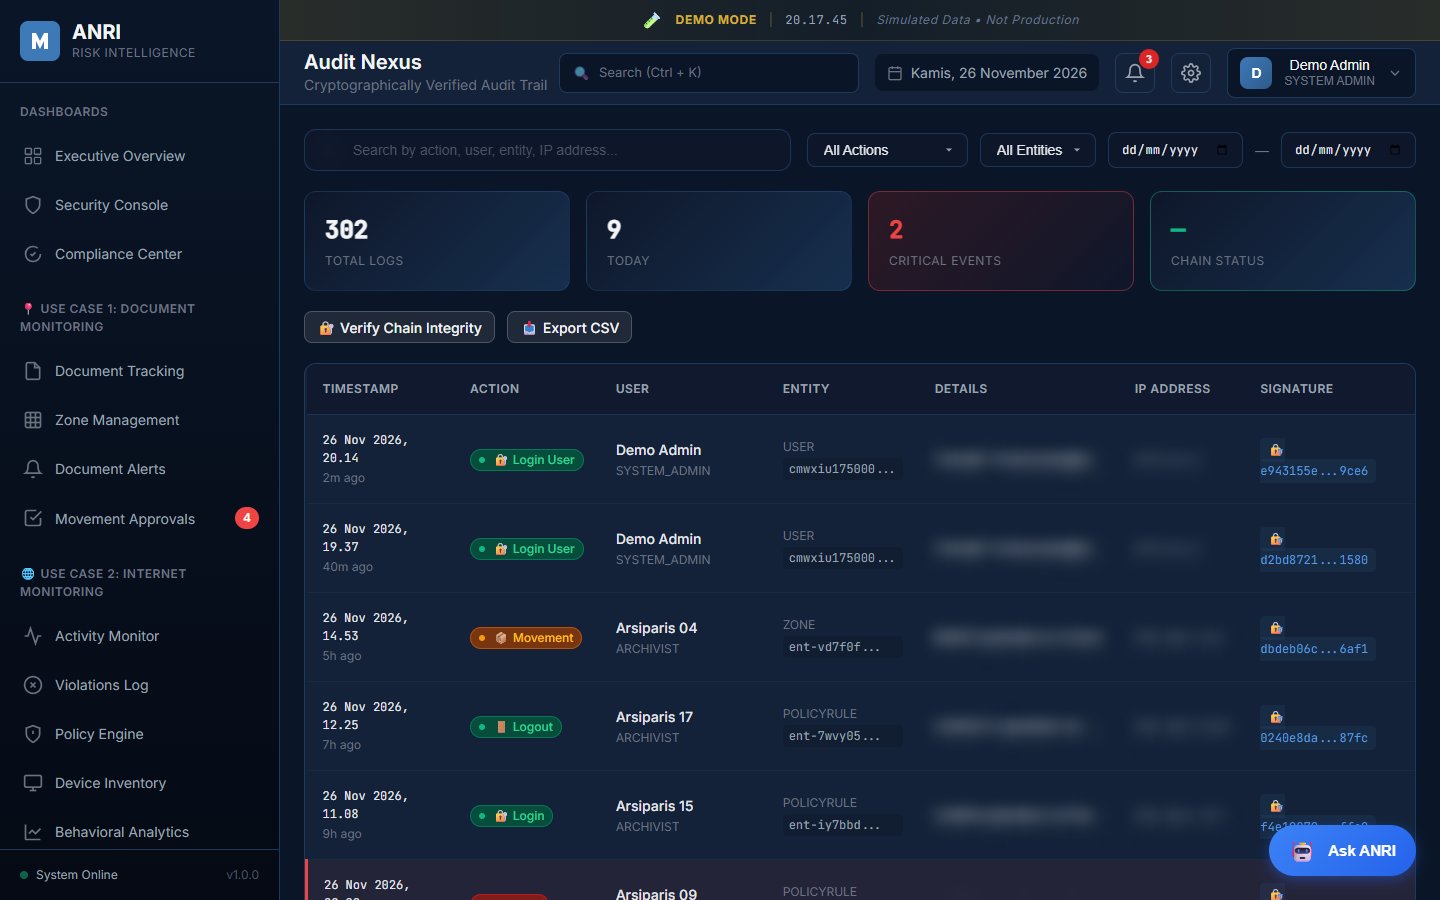 M
ANRI
RISK INTELLIGENCE
DASHBOARDS
Executive Overview
Security Console
Compliance Center
USE CASE 1: DOCUMENT
MONITORING
Document Tracking
Zone Management
Document Alerts
Movement Approvals 4
USE CASE 2: INTERNET
MONITORING
Activity Monitor
Violations Log
Policy Engine
Device Inventory
Behavioral Analytics
System Online v1.0.0
DEMO MODE 20.17.45 Simulated Data • Not Production
Audit Nexus
Cryptographically Verified Audit Trail
Search (Ctrl + K)
Kamis, 26 November 2026
3
D
Demo Admin
SYSTEM ADMIN
Search by action, user, entity, IP address...
All Actions
All Entities
dd/mm/yyyy — dd/mm/yyyy
302
TOTAL LOGS
9
TODAY
2
CRITICAL EVENTS
—
CHAIN STATUS
Verify Chain Integrity
Export CSV
TIMESTAMP ACTION USER ENTITY DETAILS IP ADDRESS SIGNATURE
26 Nov 2026,
20.14
2m ago
Login User
Demo Admin
SYSTEM_ADMIN
USER
cmwxiu175000...
e943155e...9ce6
26 Nov 2026,
19.37
40m ago
Login User
Demo Admin
SYSTEM_ADMIN
USER
cmwxiu175000...
d2bd8721...1580
26 Nov 2026,
14.53
5h ago
Movement
Arsiparis 04
ARCHIVIST
ZONE
ent-vd7f0f...
dbdeb06c...6af1
26 Nov 2026,
12.25
7h ago
Logout
Arsiparis 17
ARCHIVIST
POLICYRULE
ent-7wvy05...
0240e8da...87fc
26 Nov 2026,
11.08
9h ago
Login
Arsiparis 15
ARCHIVIST
POLICYRULE
ent-iy7bbd...
26 Nov 2026,
Arsiparis 09
POLICYRULE
Ask ANRI